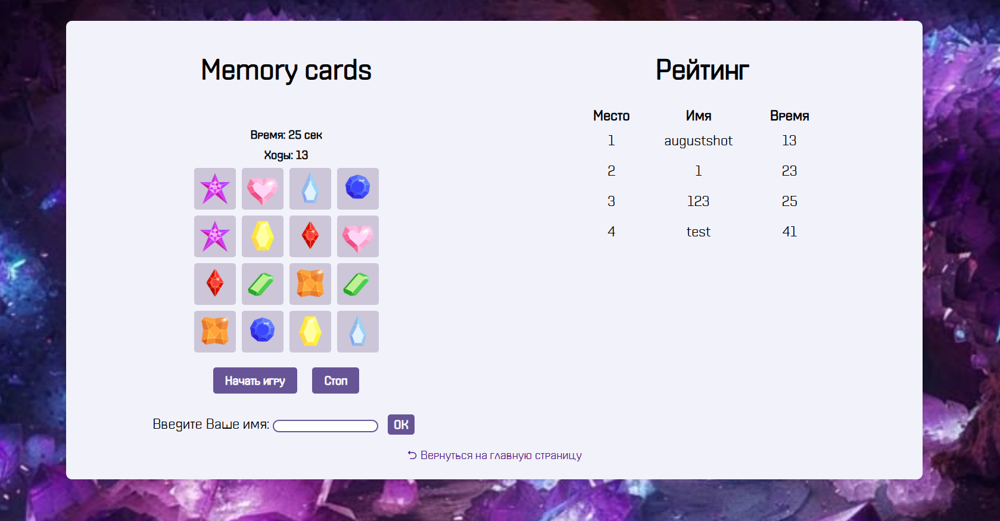 Memory cards
Время: 25 сек
Ходы: 13
Начать игру
Стоп
Введите Ваше имя:
ОК
Рейтинг
Место Имя Время
1 augustshot 13
2 1 23
3 123 25
4 test 41
⮌ Вернуться на главную страницу